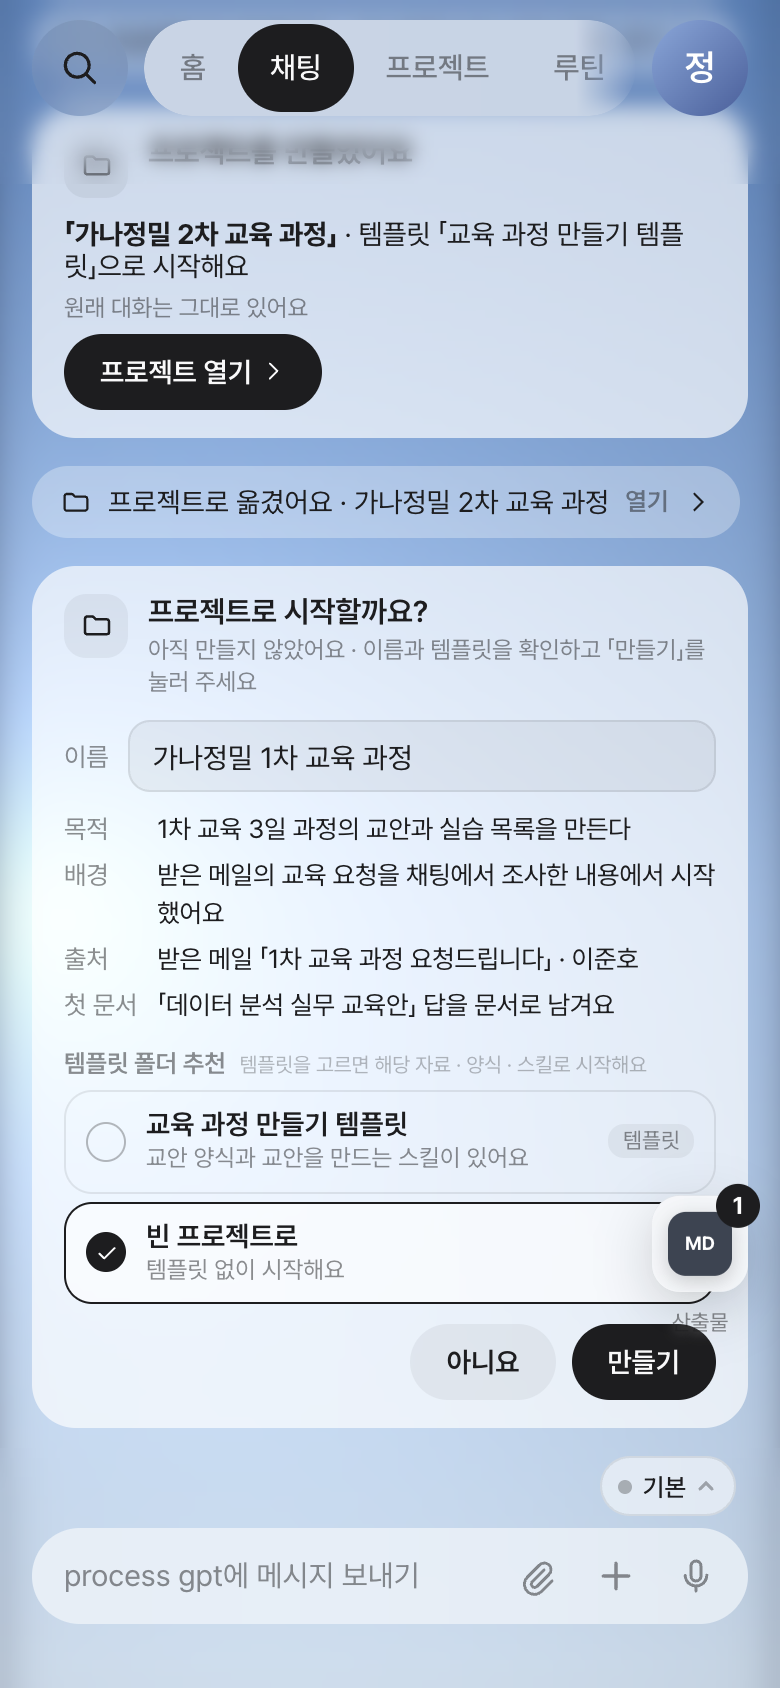 홈
채팅
프로젝트
루틴
정
프로젝트를 만들었어요
「가나정밀 2차 교육 과정」 · 템플릿 「교육 과정 만들기 템플
릿」으로 시작해요
원래 대화는 그대로 있어요
프로젝트 열기
프로젝트로 옮겼어요 · 가나정밀 2차 교육 과정 열기
프로젝트로 시작할까요?
아직 만들지 않았어요 · 이름과 템플릿을 확인하고 「만들기」를
눌러 주세요
이름 가나정밀 1차 교육 과정
목적 1차 교육 3일 과정의 교안과 실습 목록을 만든다
배경 받은 메일의 교육 요청을 채팅에서 조사한 내용에서 시작
했어요
출처 받은 메일 「1차 교육 과정 요청드립니다」 · 이준호
첫 문서 「데이터 분석 실무 교육안」 답을 문서로 남겨요
템플릿 폴더 추천 템플릿을 고르면 해당 자료 · 양식 · 스킬로 시작해요
교육 과정 만들기 템플릿
교안 양식과 교안을 만드는 스킬이 있어요
템플릿
빈 프로젝트로
템플릿 없이 시작해요
1
MD
산출물
아니요
만들기
기본
process gpt에 메시지 보내기